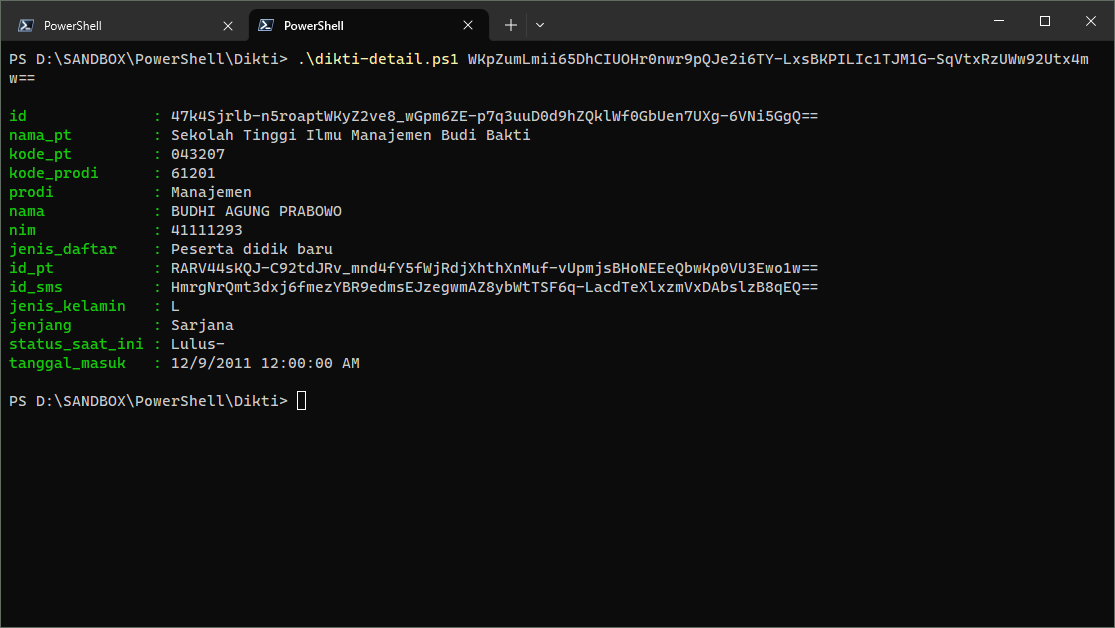 PowerShell
PowerShell
PS D:\SANDBOX\PowerShell\Dikti> .\dikti-detail.ps1 WKpZumLmii65DhCIUOHr0nwr9pQJe2i6TY-LxsBKPILIc1TJM1G-SqVtxRzUWw92Utx4m
w==
id : 47k4Sjrlb-n5roaptWKyZ2ve8_wGpm6ZE-p7q3uuD0d9hZQklWf0GbUen7UXg-6VNi5GgQ==
nama_pt : Sekolah Tinggi Ilmu Manajemen Budi Bakti
kode_pt : 043207
kode_prodi : 61201
prodi : Manajemen
nama : BUDHI AGUNG PRABOWO
nim : 41111293
jenis_daftar : Peserta didik baru
id_pt : RARV44sKQJ-C92tdJRv_mnd4fY5fWjRdjXhthXnMuf-vUpmjsBHoNEEeQbwKp0VU3Ewo1w==
id_sms : HmrgNrQmt3dxj6fmezYBR9edmsEJzegwmAZ8ybWtTSF6q-LacdTeXlxzmVxDAbslzB8qEQ==
jenis_kelamin : L
jenjang : Sarjana
status_saat_ini : Lulus-
tanggal_masuk : 12/9/2011 12:00:00 AM
PS D:\SANDBOX\PowerShell\Dikti>